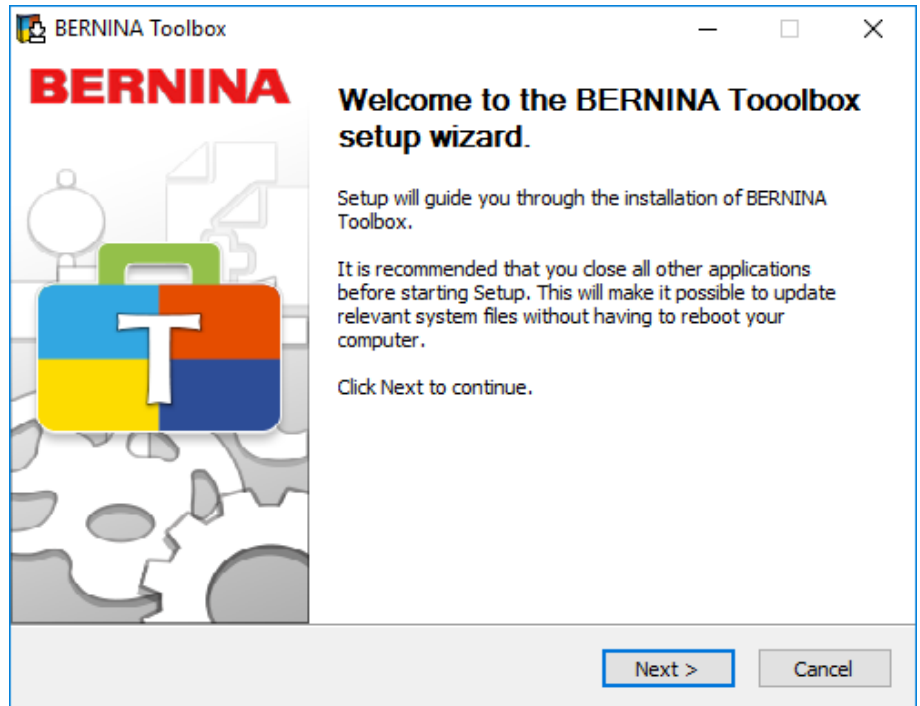 BERNINA Toolbox
BERNINA
T
Welcome to the BERNINA Tooolbox
setup wizard.
Setup will guide you through the installation of BERNINA
Toolbox.
It is recommended that you close all other applications
before starting Setup. This will make it possible to update
relevant system files without having to reboot your
computer.
Click Next to continue.
Next >
Cancel